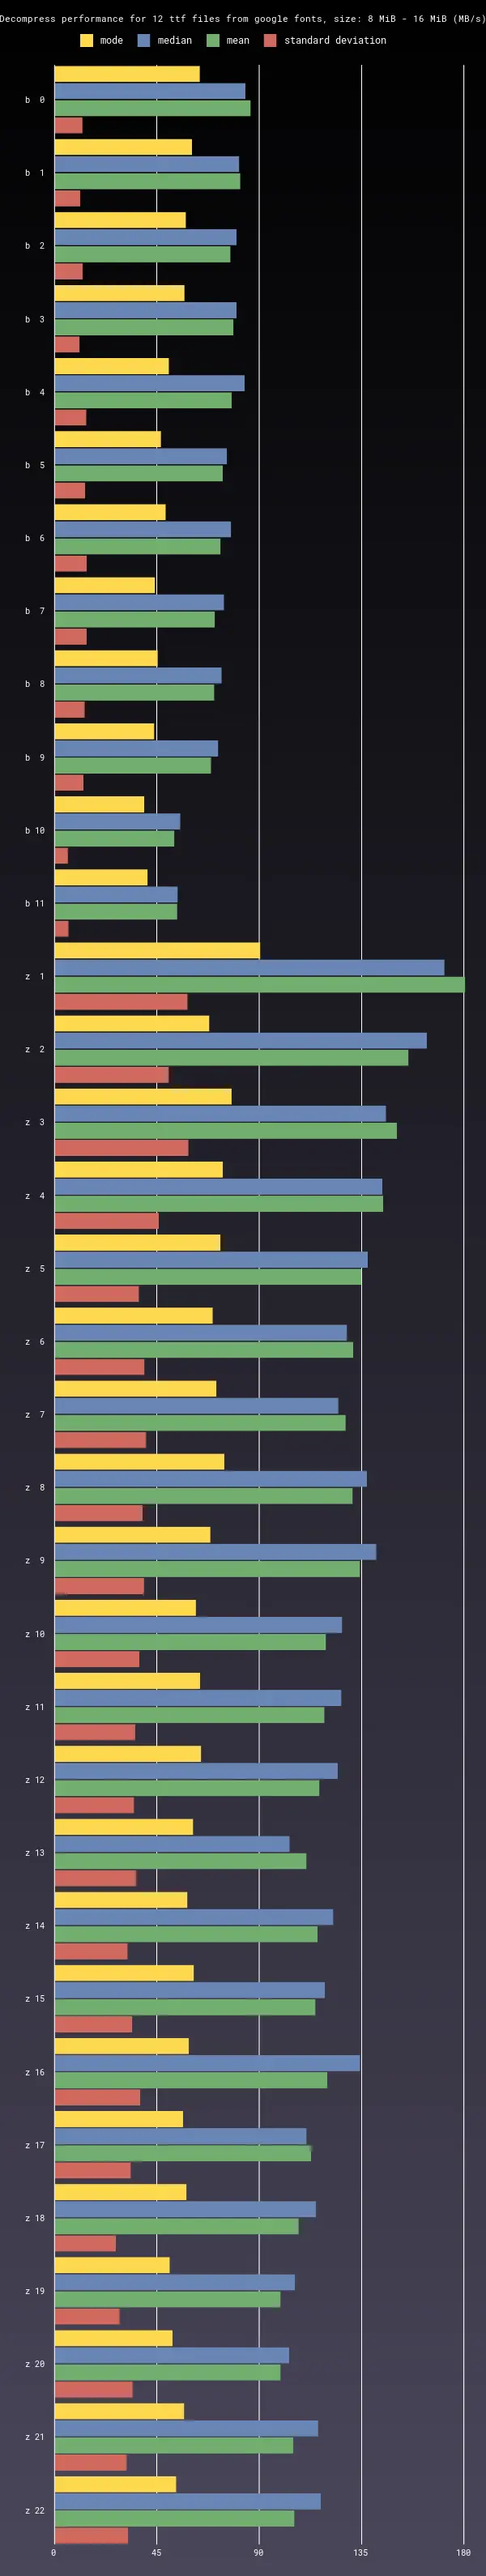 Decompress performance for 12 ttf files from google fonts, size: 8 MiB - 16 MiB (MB/s)
mode median mean standard deviation
b 0
b 1
b 2
b 3
b 4
b 5
b 6
b 7
b 8
b 9
b 10
b 11
z 1
z 2
z 3
z 4
z 5
z 6
z 7
z 8
z 9
z 10
z 11
z 12
z 13
z 14
z 15
z 16
z 17
z 18
z 19
z 20
z 21
z 22
0 45 90 135 180